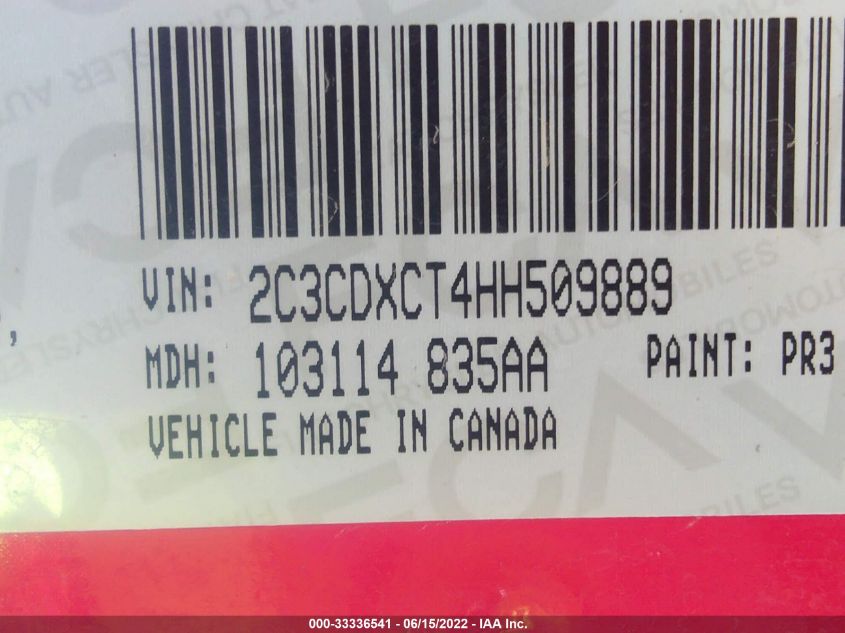 VIN: 2C3CDXCT4HH509889
MDH: 103114 835AA PAINT: PR3
VEHICLE MADE IN CANADA
000-33336541 - 06/15/2022 - IAA Inc.